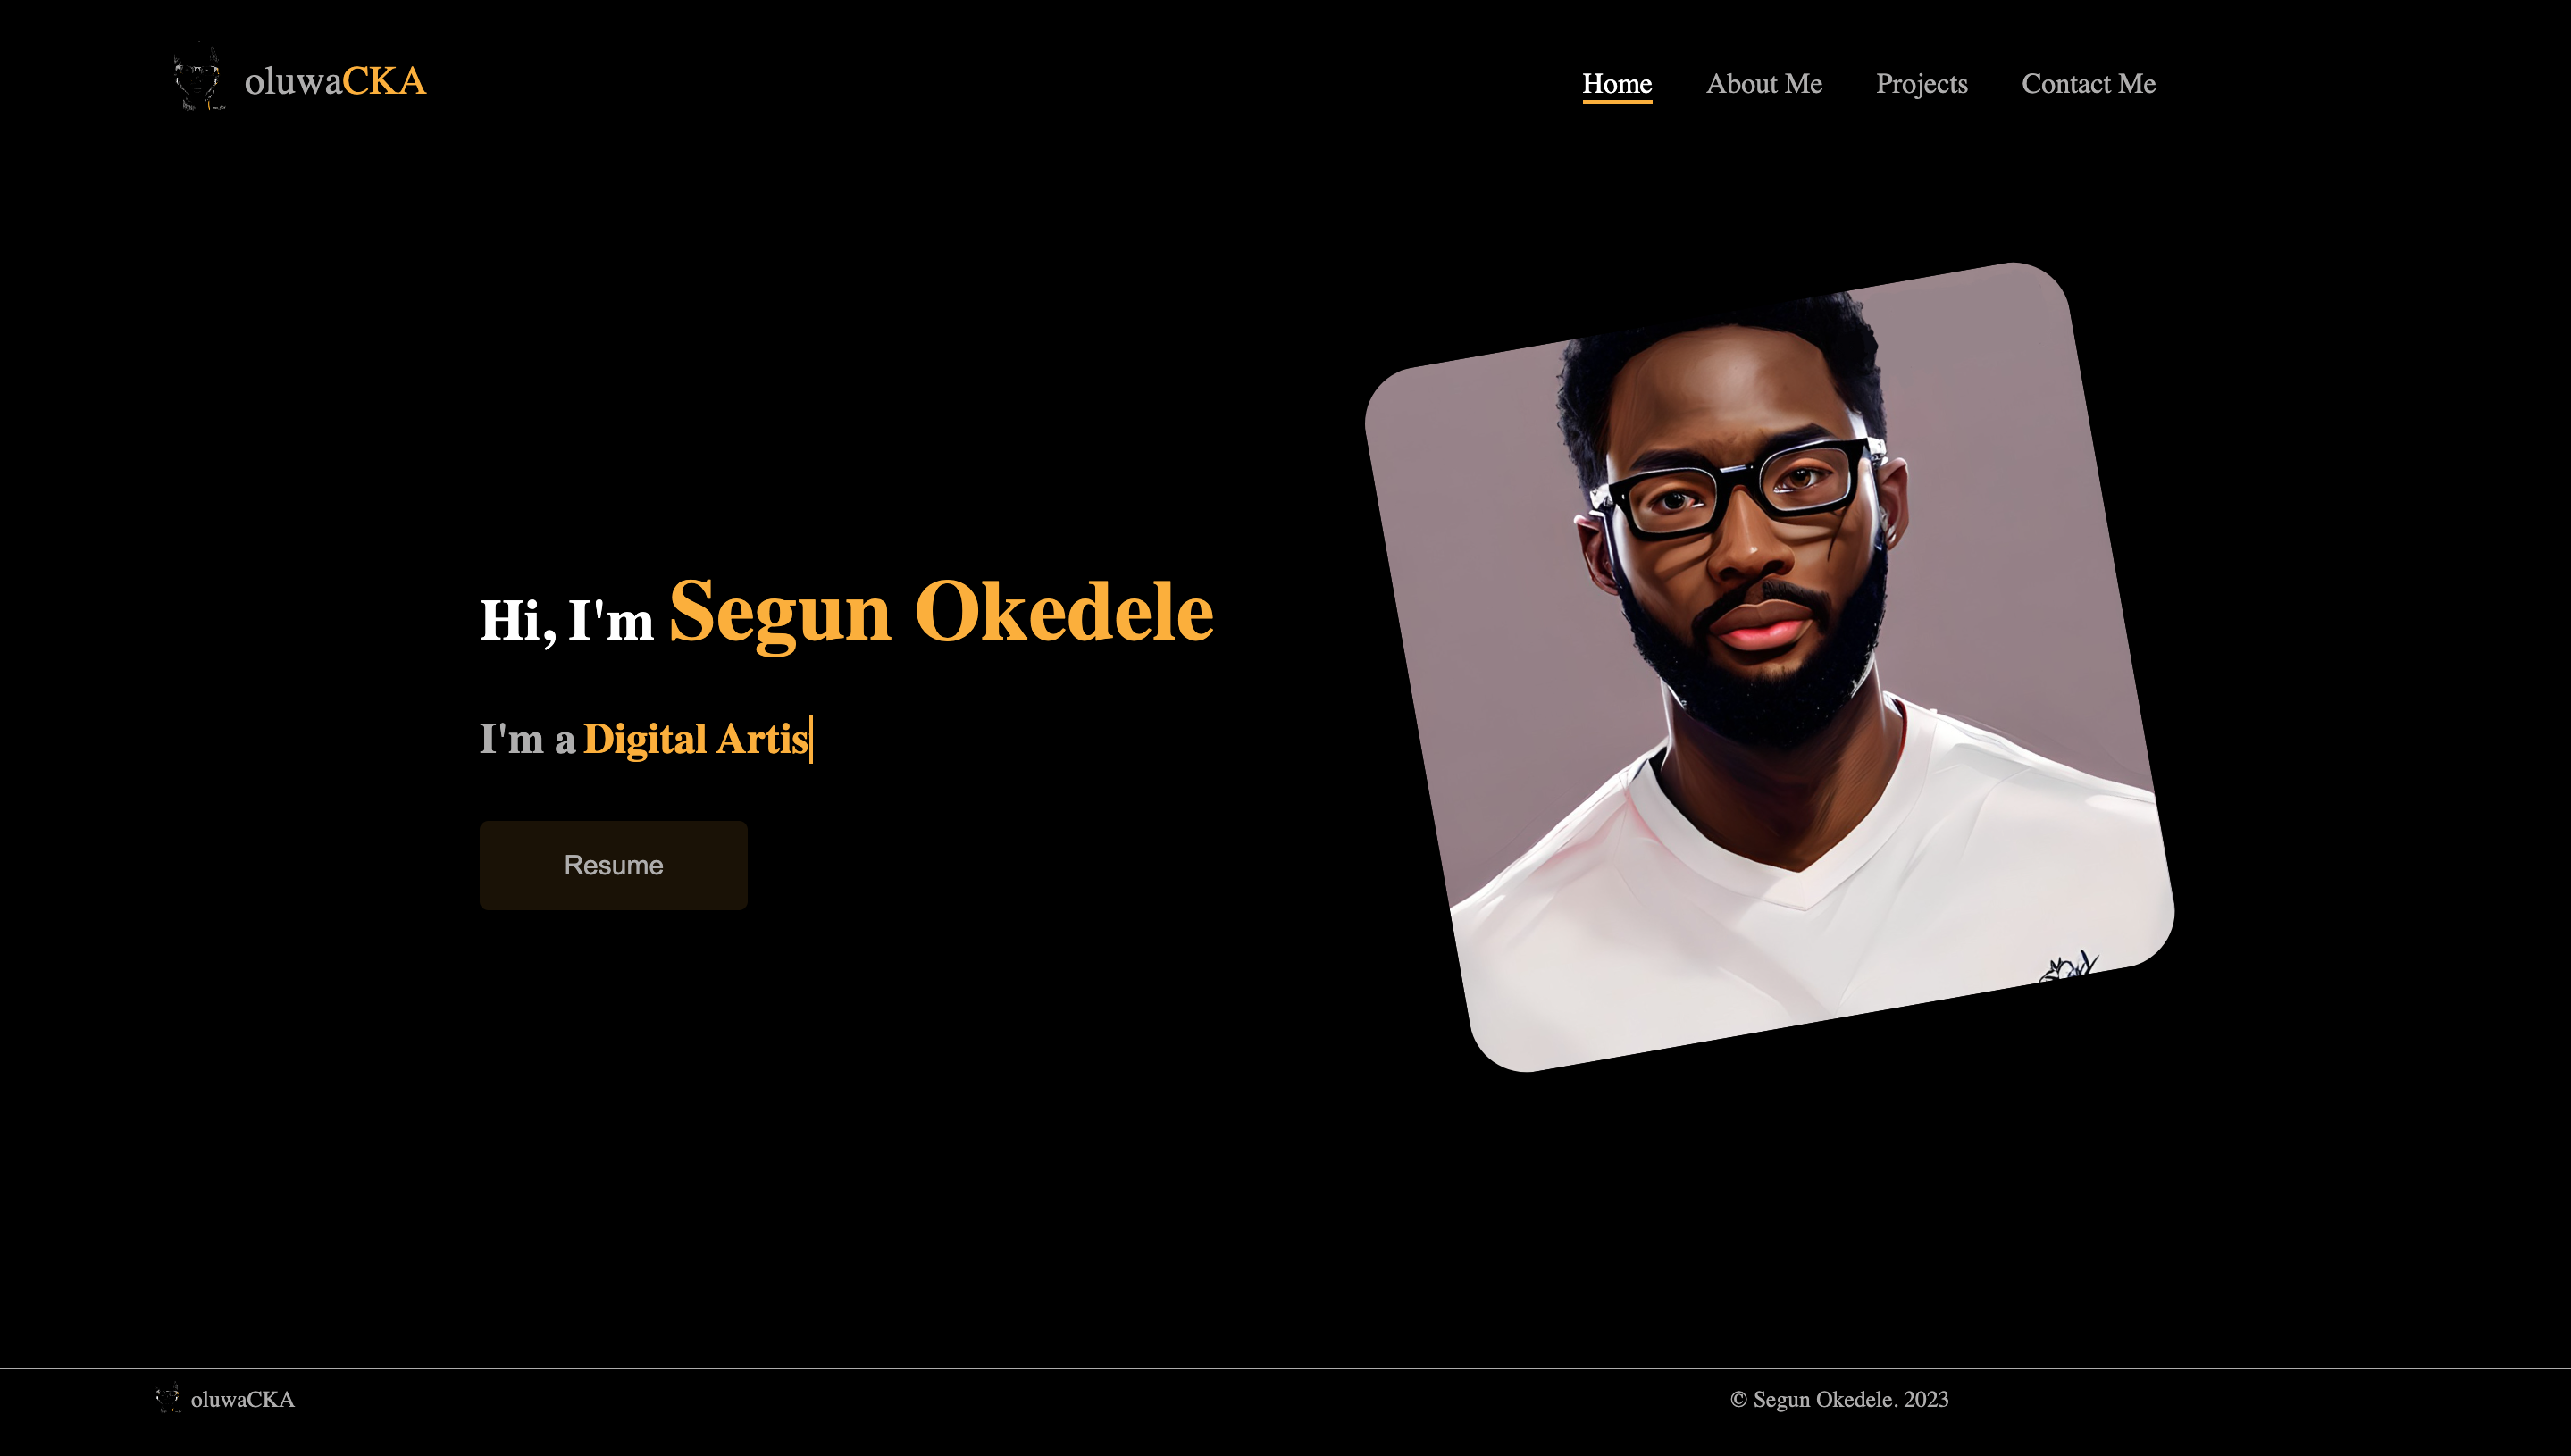 oluwaCKA
Home About Me Projects Contact Me
Hi, I'm Segun Okedele
I'm a Digital Artis
Resume
oluwaCKA
© Segun Okedele. 2023